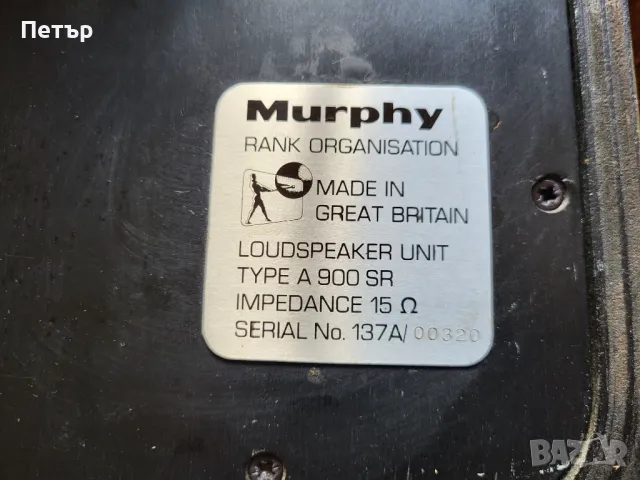 Петър
Murphy
RANK ORGANISATION
MADE IN
GREAT BRITAIN
LOUDSPEAKER UNIT
TYPE A 900 SR
IMPEDANCE 15 Ω
SERIAL No. 137A/00320
BAZAR